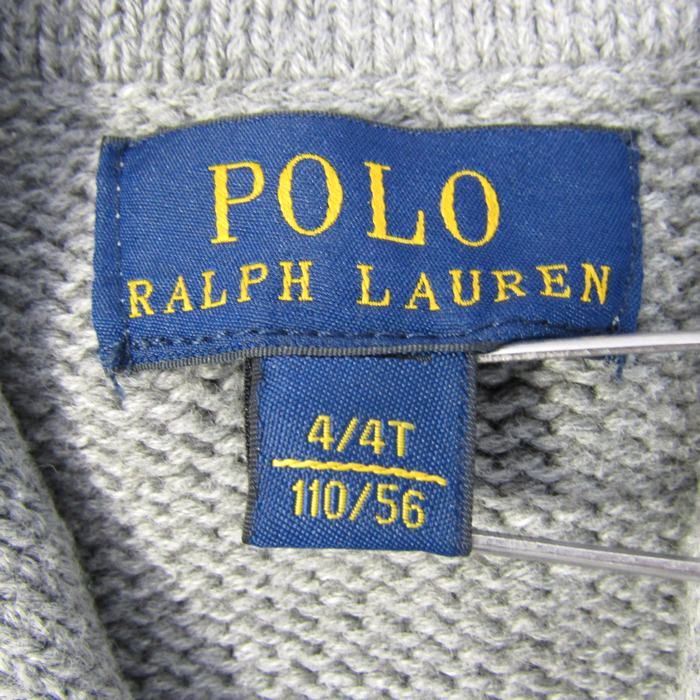 POLO
RALPH LAUREN
4/4T
110/56